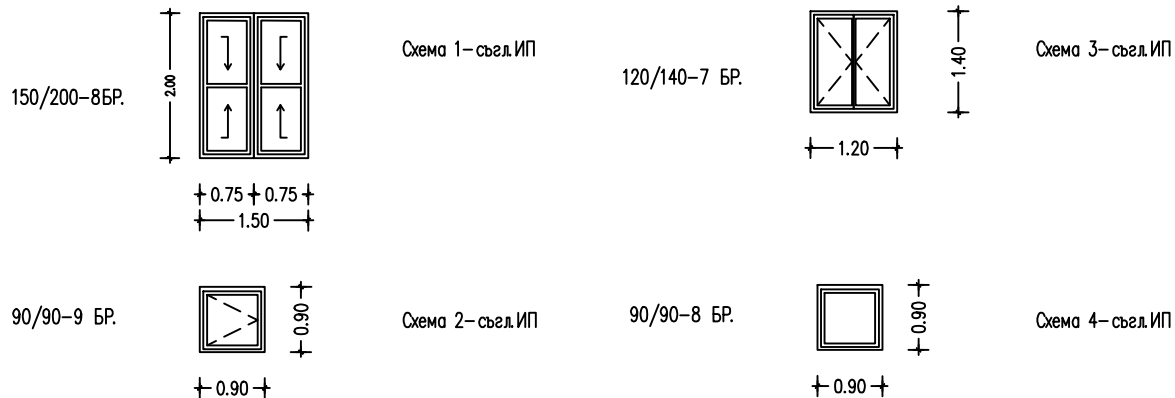 150/200-8БР.
2.00
0.75 0.75
1.50
Схема 1-съгл.ИП
120/140-7 БР.
1.40
1.20
Схема 3-съгл.ИП
90/90-9 БР.
0.90
0.90
Схема 2-съгл.ИП
90/90-8 БР.
0.90
0.90
Схема 4-съгл.ИП